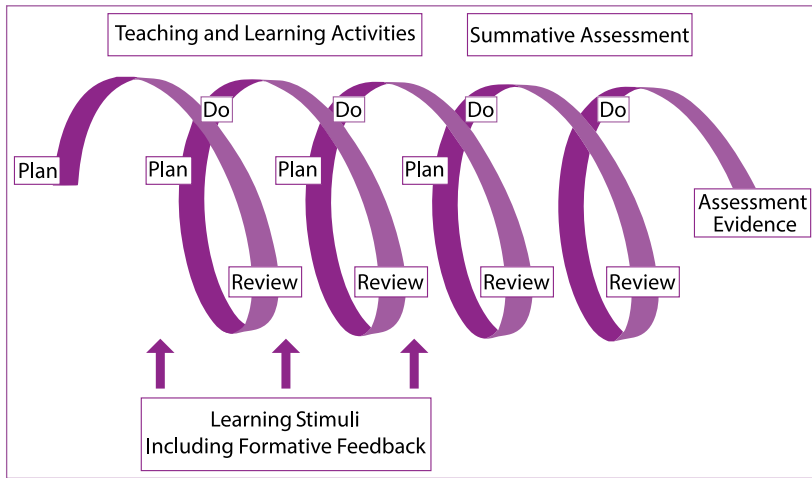 Teaching and Learning Activities
Summative Assessment
Do
Do
Do
Do
Plan
Plan
Plan
Plan
Assessment
Evidence
Review
Review
Review
Review
Learning Stimuli
Including Formative Feedback